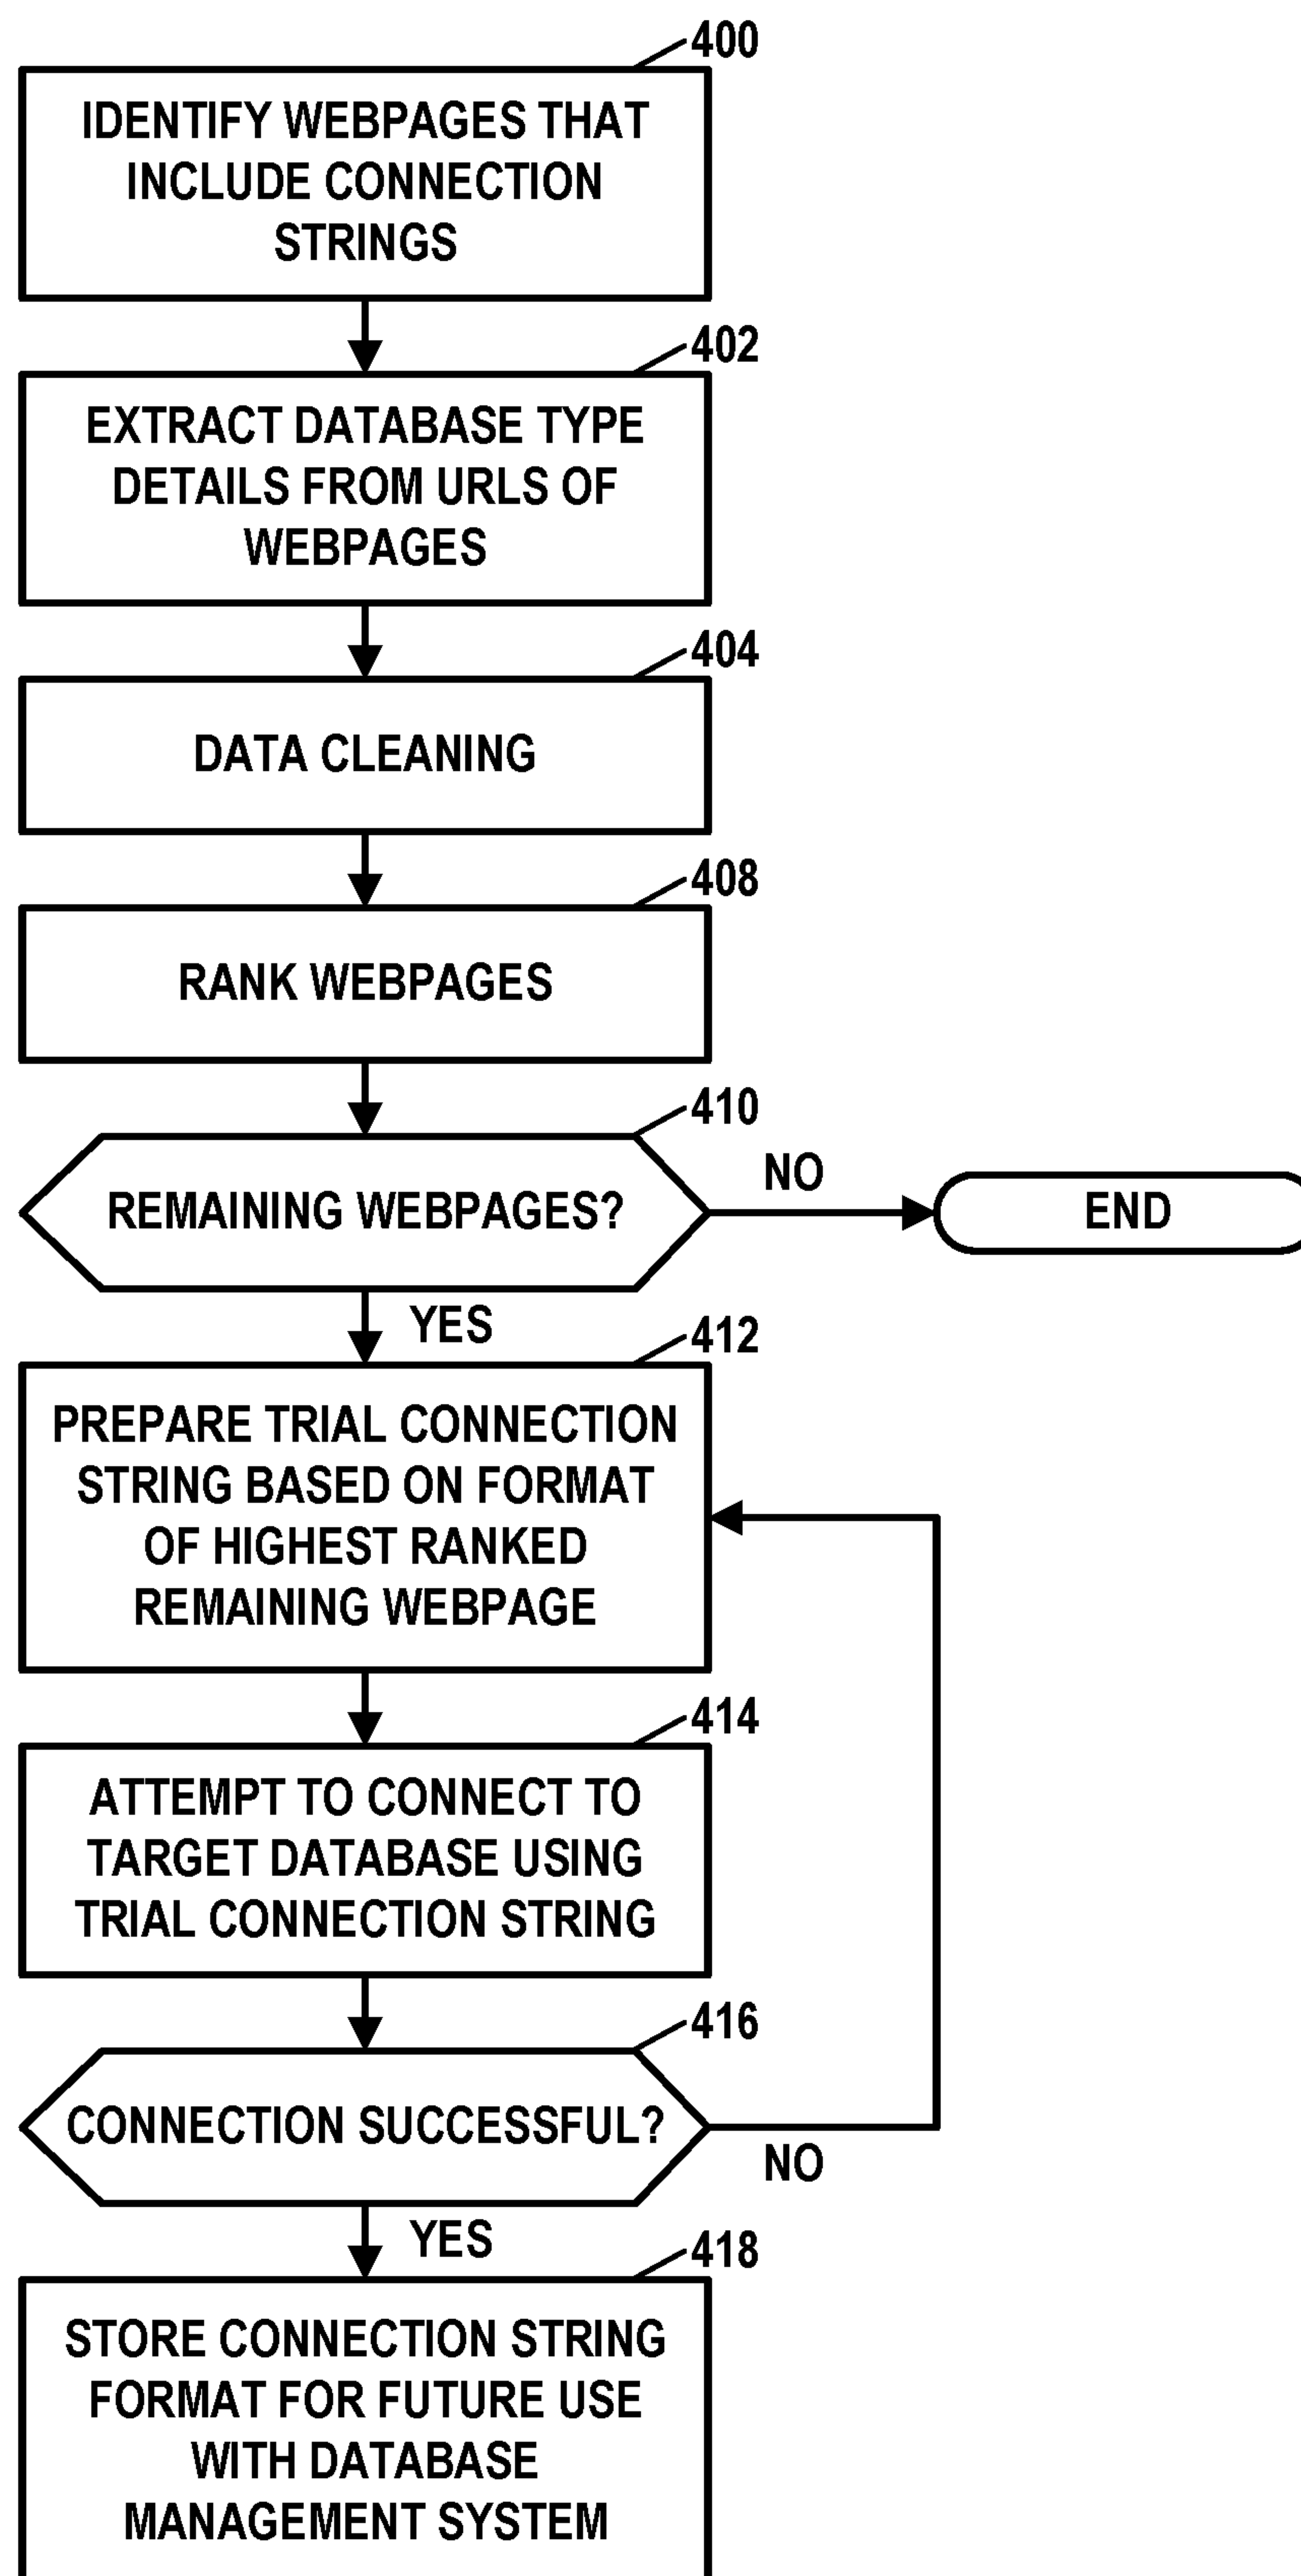 400
IDENTIFY WEBPAGES THAT
INCLUDE CONNECTION
STRINGS
402
EXTRACT DATABASE TYPE
DETAILS FROM URLS OF
WEBPAGES
404
DATA CLEANING
408
RANK WEBPAGES
410
REMAINING WEBPAGES?
NO
END
YES
412
PREPARE TRIAL CONNECTION
STRING BASED ON FORMAT
OF HIGHEST RANKED
REMAINING WEBPAGE
414
ATTEMPT TO CONNECT TO
TARGET DATABASE USING
TRIAL CONNECTION STRING
416
CONNECTION SUCCESSFUL?
NO
YES
418
STORE CONNECTION STRING
FORMAT FOR FUTURE USE
WITH DATABASE
MANAGEMENT SYSTEM